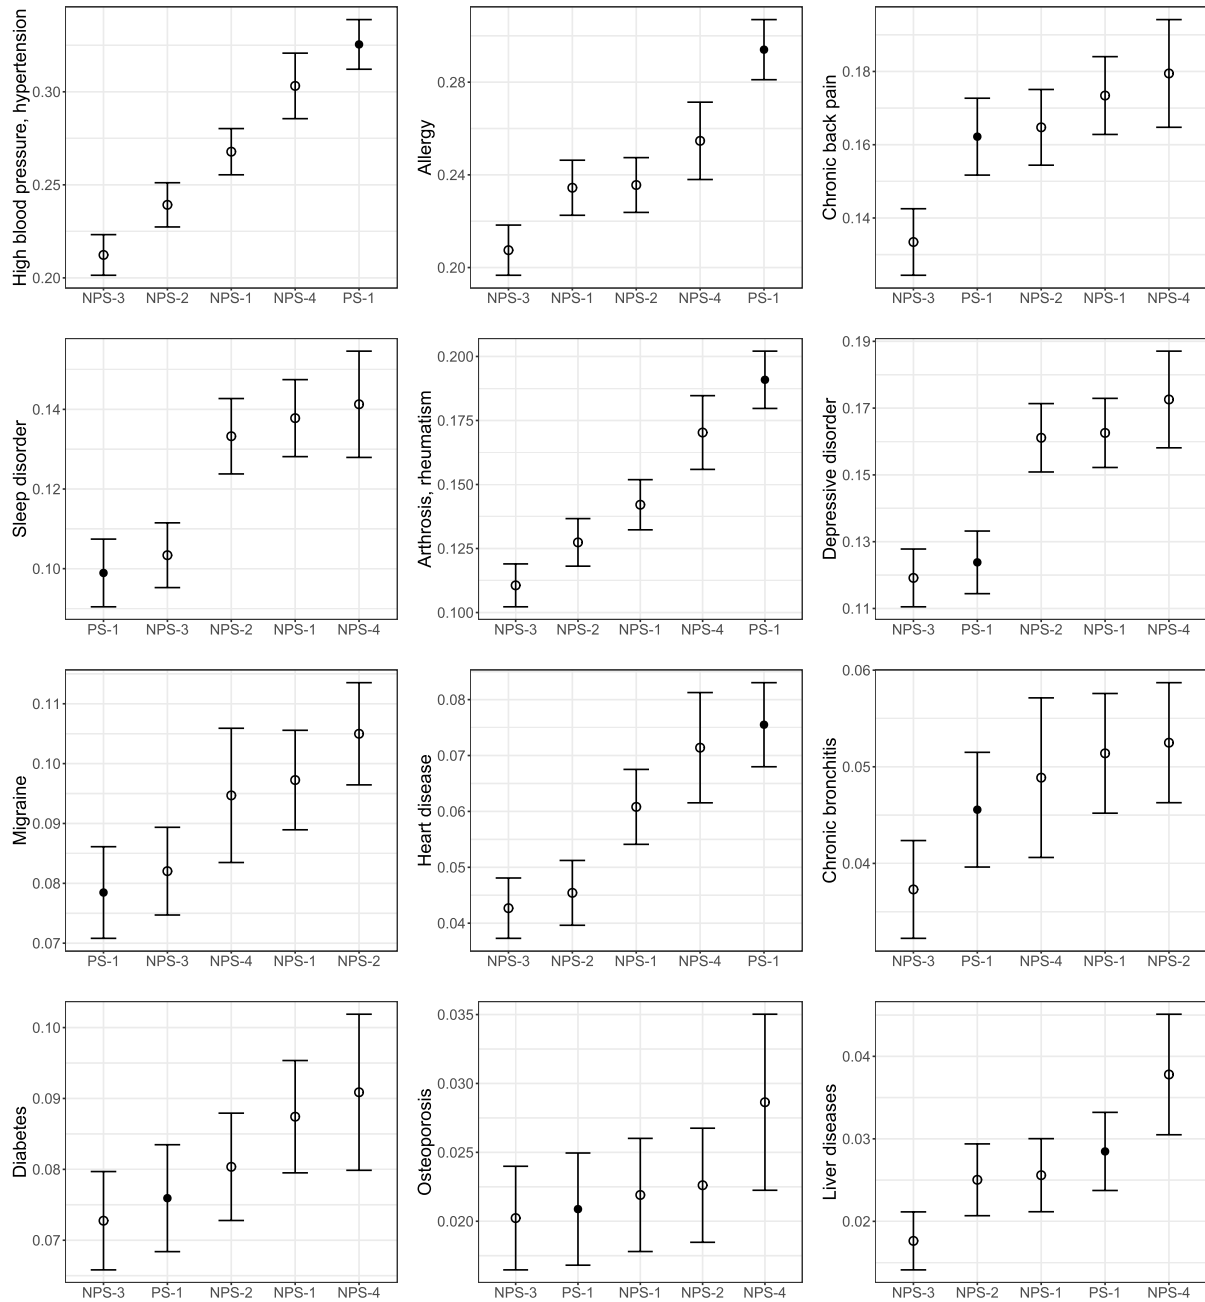 High blood pressure, hypertension
0.30
0.25
0.20
NPS-3 NPS-2 NPS-1 NPS-4 PS-1
Allergy
0.28
0.24
0.20
NPS-3 NPS-1 NPS-2 NPS-4 PS-1
Chronic back pain
0.18
0.16
0.14
NPS-3 PS-1 NPS-2 NPS-1 NPS-4
Sleep disorder
0.14
0.12
0.10
PS-1 NPS-3 NPS-2 NPS-1 NPS-4
Arthrosis, rheumatism
0.200
0.175
0.150
0.125
0.100
NPS-3 NPS-2 NPS-1 NPS-4 PS-1
Depressive disorder
0.19
0.17
0.15
0.13
0.11
NPS-3 PS-1 NPS-2 NPS-1 NPS-4
Migraine
0.11
0.10
0.09
0.08
0.07
PS-1 NPS-3 NPS-4 NPS-1 NPS-2
Heart disease
0.08
0.07
0.06
0.05
0.04
NPS-3 NPS-2 NPS-1 NPS-4 PS-1
Chronic bronchitis
0.06
0.05
0.04
NPS-3 PS-1 NPS-4 NPS-1 NPS-2
Diabetes
0.10
0.09
0.08
0.07
NPS-3 PS-1 NPS-2 NPS-1 NPS-4
Osteoporosis
0.035
0.030
0.025
0.020
NPS-3 PS-1 NPS-1 NPS-2 NPS-4
Liver diseases
0.04
0.03
0.02
NPS-3 NPS-2 NPS-1 PS-1 NPS-4